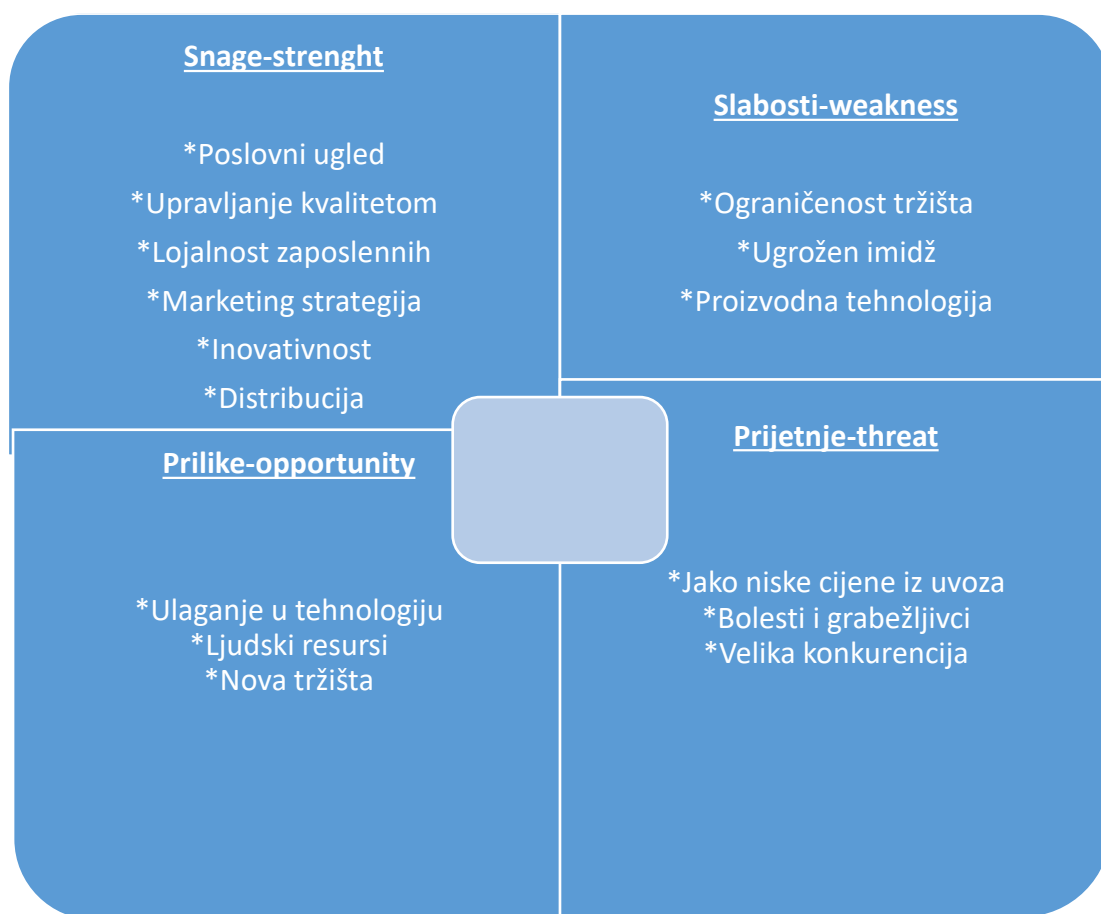 Snage-strenght
*Poslovni ugled
*Upravljanje kvalitetom
*Lojalnost zaposlennih
*Marketing strategija
*Inovativnost
*Distribucija
Slabosti-weakness
*Ograničenost tržišta
*Ugrožen imidž
*Proizvodna tehnologija
Prilike-opportunity
*Ulaganje u tehnologiju
*Ljudski resursi
*Nova tržišta
Prijetnje-threat
*Jako niske cijene iz uvoza
*Bolesti i grabežljivci
*Velika konkurencija